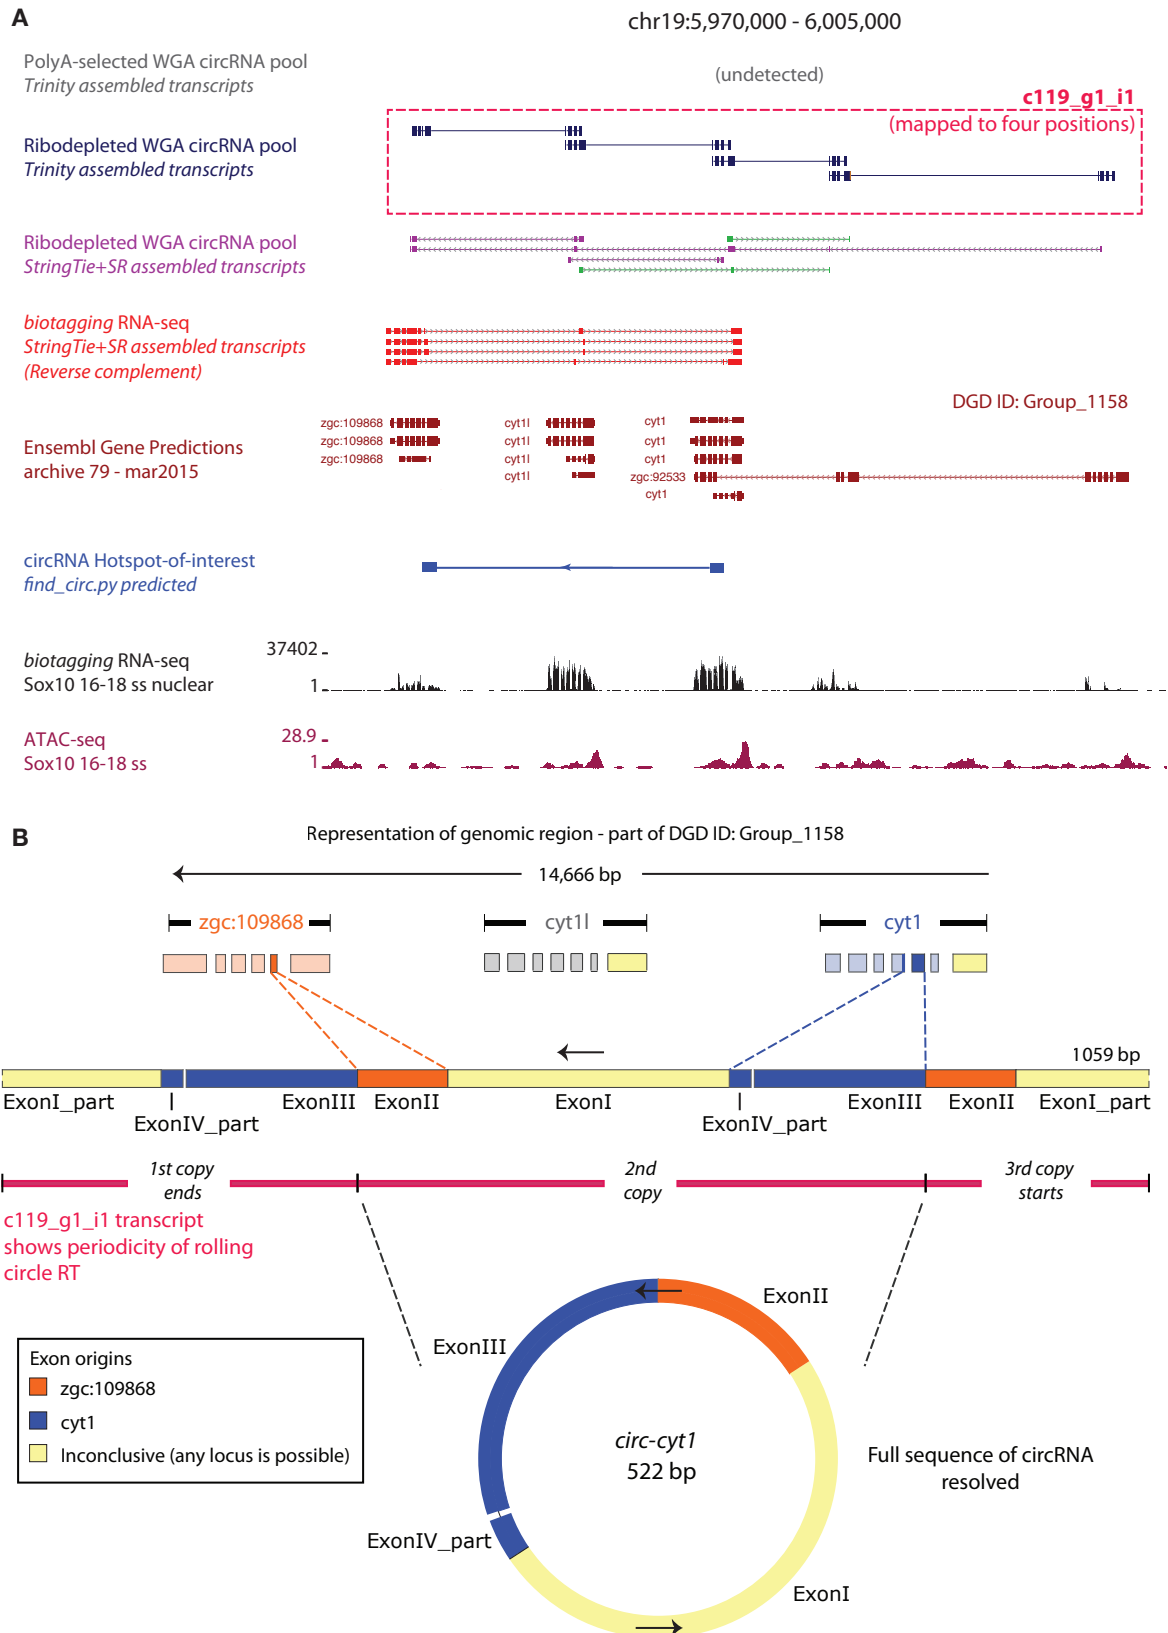 A
chr19:5,970,000 - 6,005,000
PolyA-selected WGA circRNA pool
Trinity assembled transcripts
(undetected)
c119_g1_i1
(mapped to four positions)
Ribodepleted WGA circRNA pool
Trinity assembled transcripts
Ribodepleted WGA circRNA pool
StringTie+SR assembled transcripts
biotagging RNA-seq
StringTie+SR assembled transcripts
(Reverse complement)
DGD ID: Group_1158
Ensembl Gene Predictions
archive 79 - mar2015
zgc:109868
cyt1l
cyt1
zgc:109868
cyt1l
cyt1
zgc:109868
cyt1l
cyt1
cyt1l
zgc:92533
cyt1
circRNA Hotspot-of-interest
find_circ.py predicted
biotagging RNA-seq
Sox10 16-18 ss nuclear
37402
1
ATAC-seq
Sox10 16-18 ss
28.9
1
B
Representation of genomic region - part of DGD ID: Group_1158
14,666 bp
zgc:109868
cyt1l
cyt1
1059 bp
ExonI_part
ExonIV_part
ExonIII
ExonII
ExonI
ExonIV_part
ExonIII
ExonII
ExonI_part
1st copy
ends
2nd
copy
3rd copy
starts
c119_g1_i1 transcript
shows periodicity of rolling
circle RT
ExonII
ExonIII
Exon origins
zgc:109868
cyt1
Inconclusive (any locus is possible)
circ-cyt1
522 bp
Full sequence of circRNA
resolved
ExonIV_part
ExonI